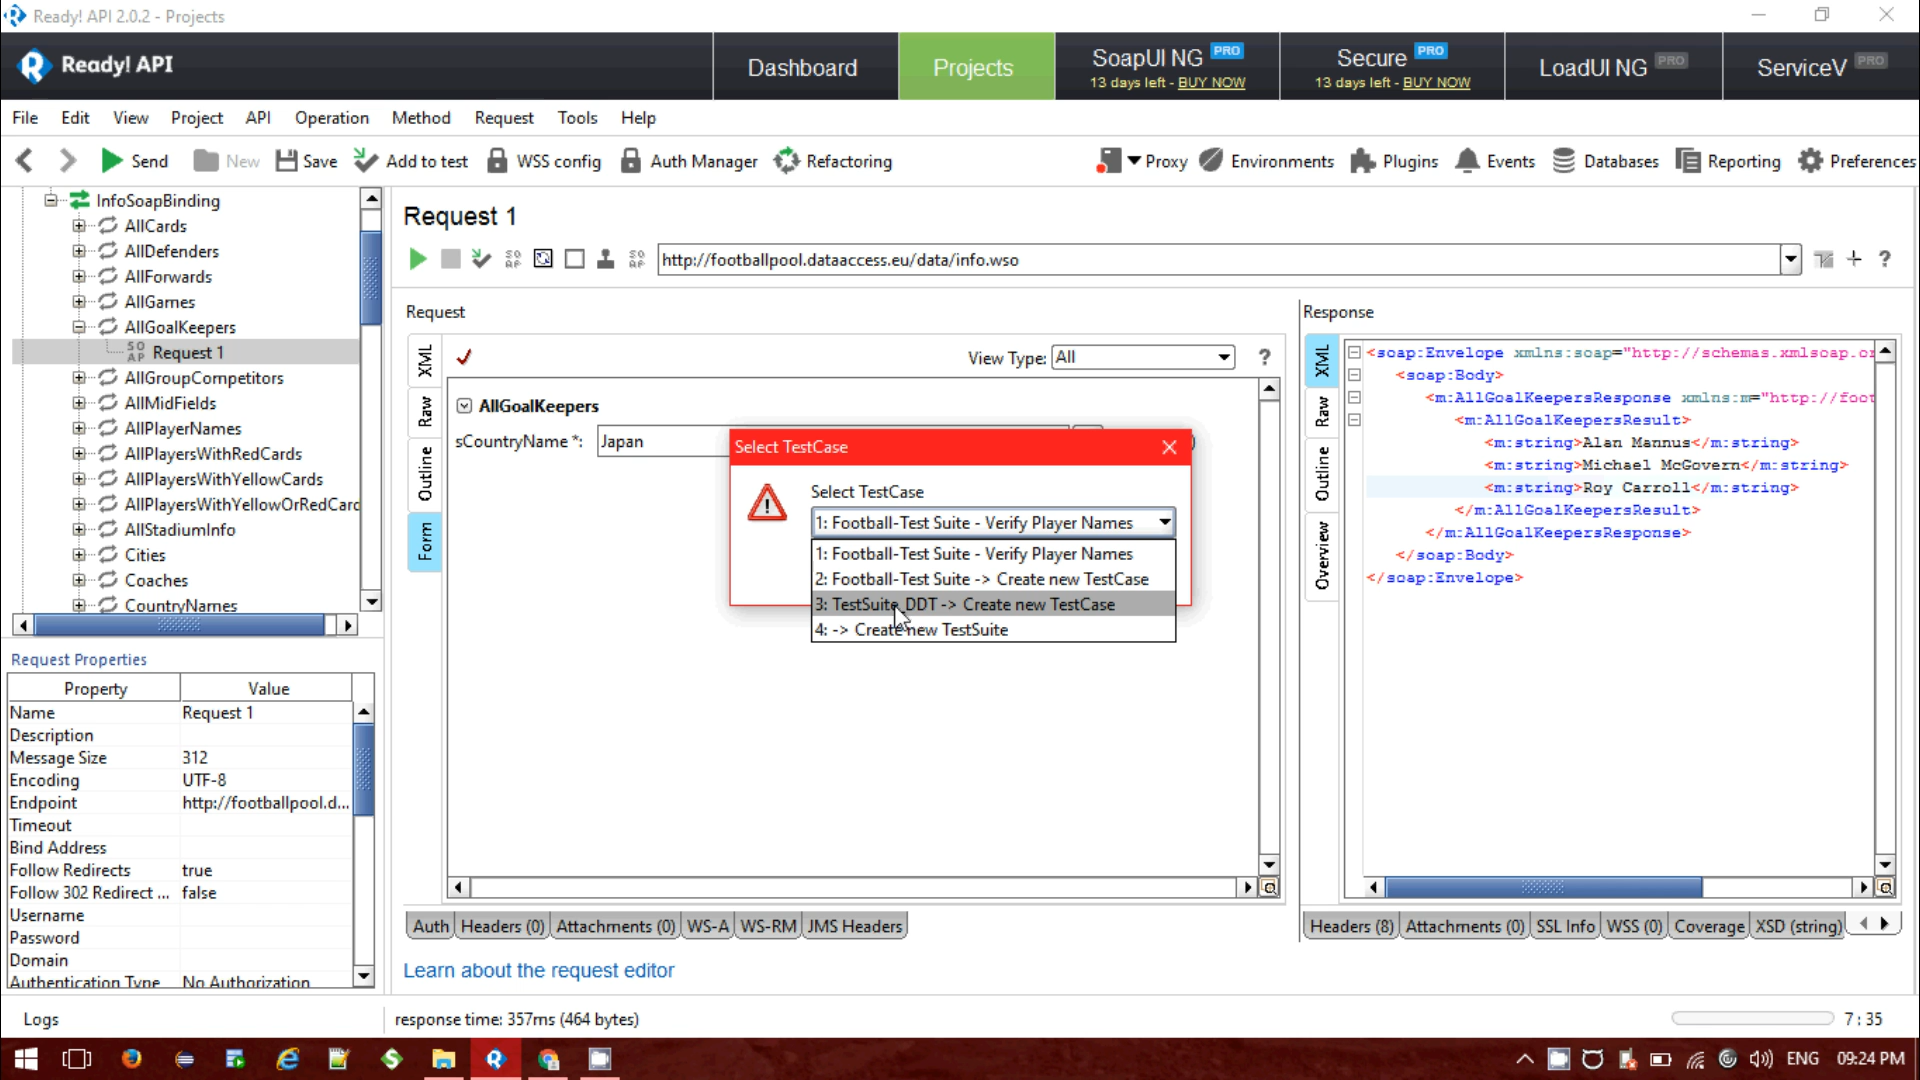 Ready! API 2.0.2 - Projects
Ready! API
Dashboard
Projects
SoapUI NG PRO
13 days left - BUY NOW
Secure PRO
13 days left - BUY NOW
LoadUI NG PRO
ServiceV PRO
File Edit View Project API Operation Method Request Tools Help
Send New Save Add to test WSS config Auth Manager Refactoring Proxy Environments Plugins Events Databases Reporting Preferences
InfoSoapBinding
AllCards
AllDefenders
AllForwards
AllGames
AllGoalKeepers
SOAP Request 1
AllGroupCompetitors
AllMidFields
AllPlayerNames
AllPlayersWithRedCards
AllPlayersWithYellowCards
AllPlayersWithYellowOrRedCard
AllStadiumInfo
Cities
Coaches
CountryNames
Request Properties
Property Value
Name Request 1
Description
Message Size 312
Encoding UTF-8
Endpoint http://footballpool.d...
Timeout
Bind Address
Follow Redirects true
Follow 302 Redirect ... false
Username
Password
Domain
Authentication Type No Authorization
Request 1
http://footballpool.dataaccess.eu/data/info.wso
Request
XML
Raw
Outline
Form
View Type: All
AllGoalKeepers
sCountryName *: Japan
Select TestCase
Select TestCase
1: Football-Test Suite - Verify Player Names
1: Football-Test Suite - Verify Player Names
2: Football-Test Suite -> Create new TestCase
3: TestSuite_DDT -> Create new TestCase
4: -> Create new TestSuite
Auth Headers (0) Attachments (0) WS-A WS-RM JMS Headers
Learn about the request editor
Response
XML
Raw
Outline
Overview
<soap:Envelope xmlns:soap="http://schemas.xmlsoap.or
<soap:Body>
<m:AllGoalKeepersResponse xmlns:m="http://foot
<m:AllGoalKeepersResult>
<m:string>Alan Mannus</m:string>
<m:string>Michael McGovern</m:string>
<m:string>Roy Carroll</m:string>
</m:AllGoalKeepersResult>
</m:AllGoalKeepersResponse>
</soap:Body>
</soap:Envelope>
Headers (8) Attachments (0) SSL Info WSS (0) Coverage XSD (string)
Logs
response time: 357ms (464 bytes)
7 : 35
ENG 09:24 PM